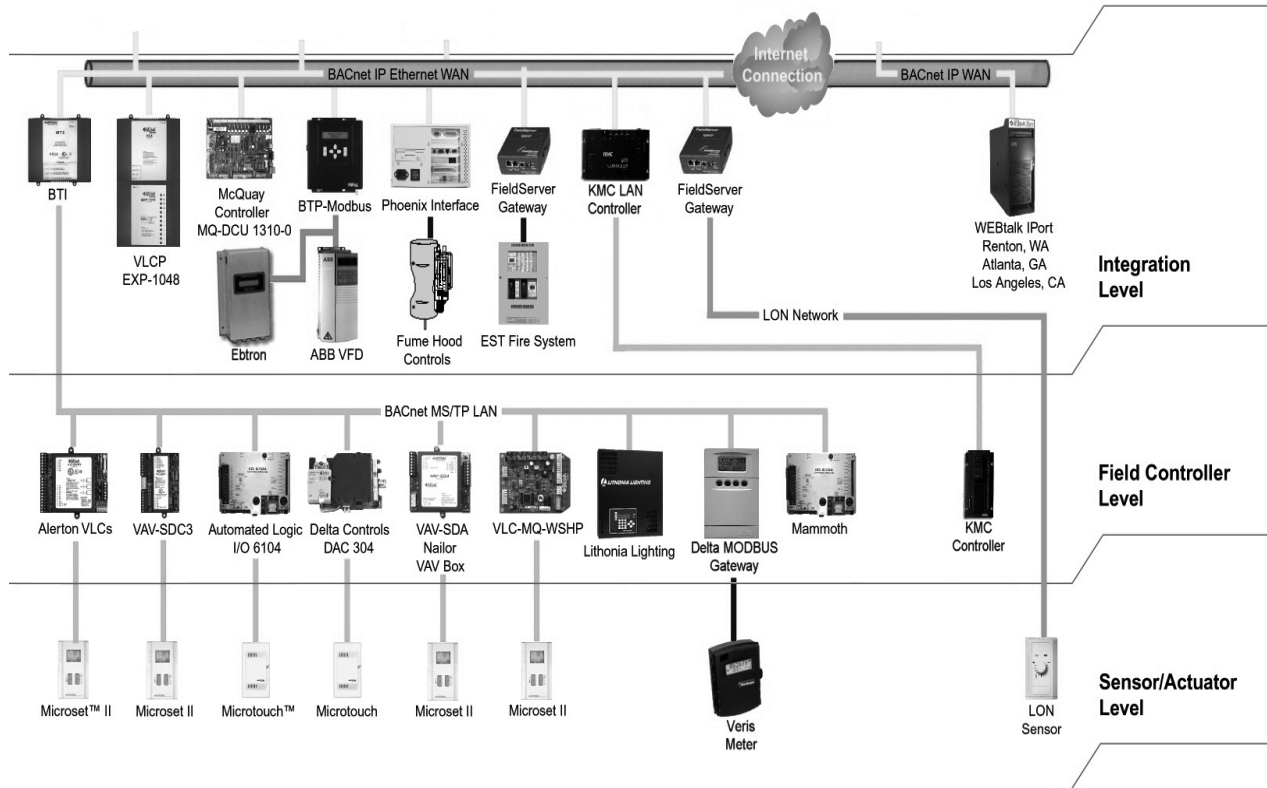 Internet
Connection
BACnet IP Ethernet WAN
BACnet IP WAN
BTI
VLCP
EXP-1048
McQuay
Controller
MQ-DCU 1310-0
BTP-Modbus
Phoenix Interface
FieldServer
Gateway
KMC LAN
Controller
FieldServer
Gateway
WEBtalk IPort
Renton, WA
Atlanta, GA
Los Angeles, CA
Integration
Level
Ebtron
ABB VFD
Fume Hood
Controls
EST Fire System
LON Network
BACnet MS/TP LAN
LITHONIA LIGHTING
Alerton VLCs
VAV-SDC3
Automated Logic
I/O 6104
Delta Controls
DAC 304
VAV-SDA
Nailor
VAV Box
VLC-MQ-WSHP
Lithonia Lighting
Delta MODBUS
Gateway
Mammoth
KMC
Controller
Field Controller
Level
Microset™ II
Microset II
Microtouch™
Microtouch
Microset II
Microset II
Veris
Meter
LON
Sensor
Sensor/Actuator
Level